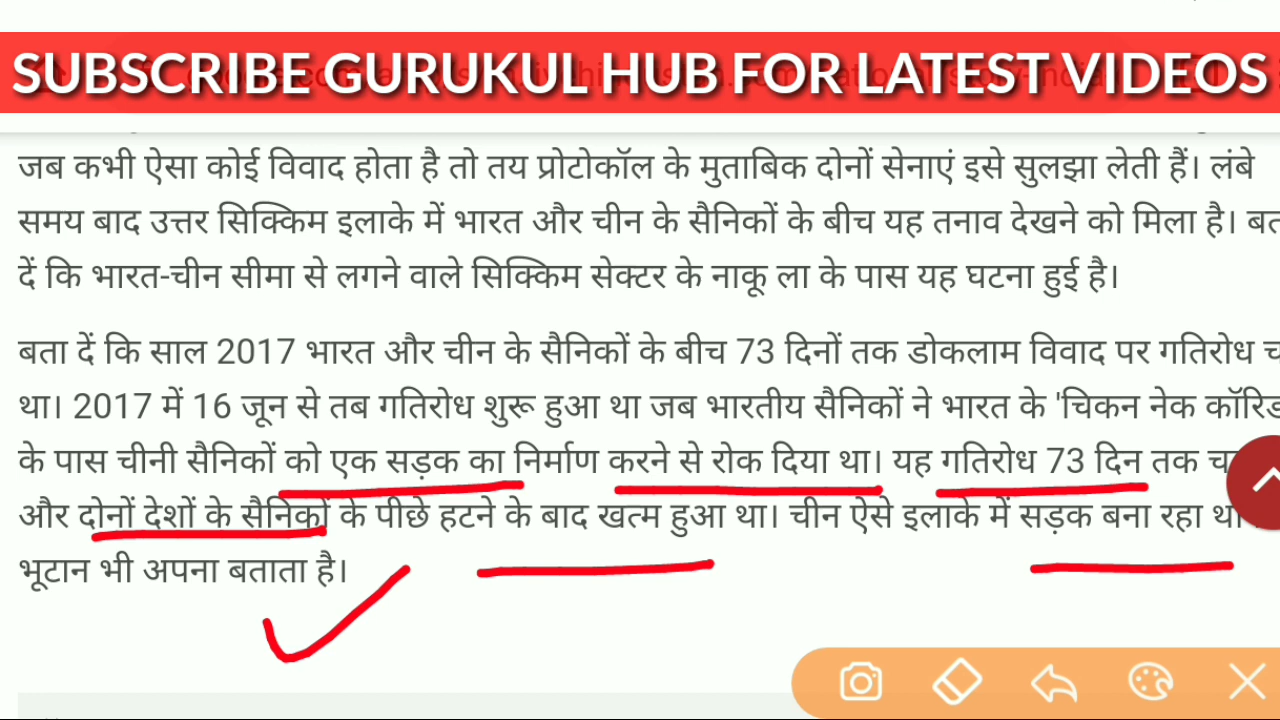 SUBSCRIBE GURUKUL HUB FOR LATEST VIDEOS
जब कभी ऐसा कोई विवाद होता है तो तय प्रोटोकॉल के मुताबिक दोनों सेनाएं इसे सुलझा लेती हैं। लंबे
समय बाद उत्तर सिक्किम इलाके में भारत और चीन के सैनिकों के बीच यह तनाव देखने को मिला है।
दें कि भारत-चीन सीमा से लगने वाले सिक्किम सेक्टर के नाकू ला के पास यह घटना हुई है।
बता दें कि साल 2017 भारत और चीन के सैनिकों के बीच 73 दिनों तक डोकलाम विवाद पर गतिरोध
था। 2017 में 16 जून से तब गतिरोध शुरू हुआ था जब भारतीय सैनिकों ने भारत के 'चिकन नेक
के पास चीनी सैनिकों को एक सड़क का निर्माण करने से रोक दिया था। यह गतिरोध 73 दिन तक
और दोनों देशों के सैनिकों के पीछे हटने के बाद खत्म हुआ था। चीन ऐसे इलाके में सड़क बना रहा था
भूटान भी अपना बताता है।